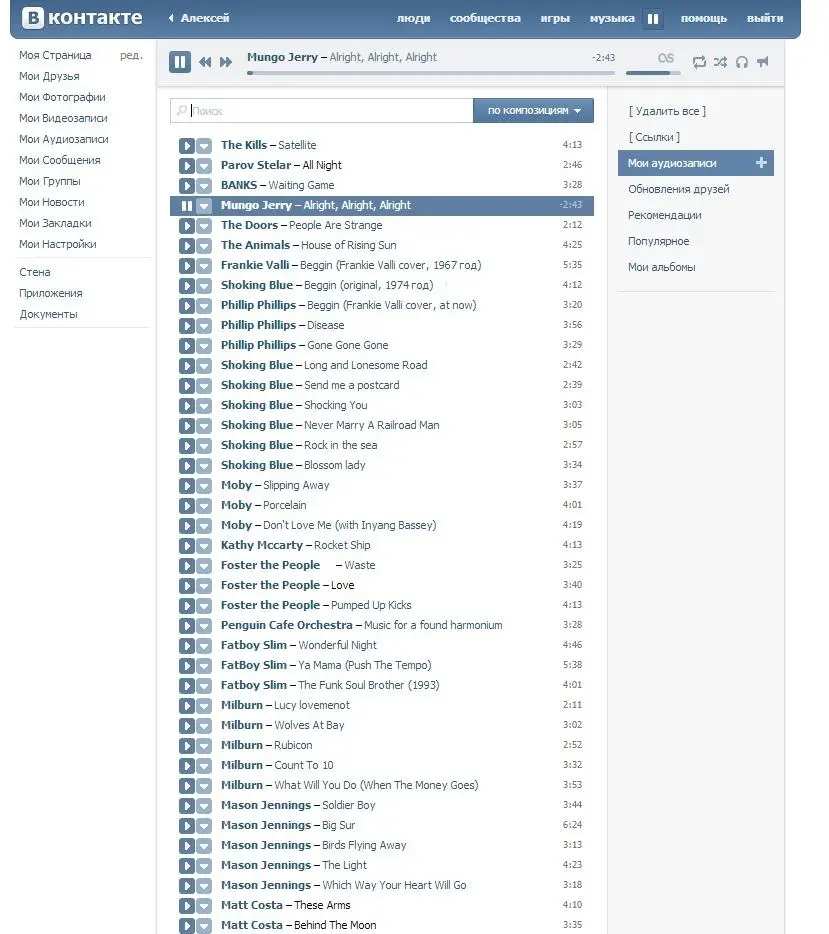 В контакте
Алексей
люди сообщества игры музыка помощь выйти
Моя Страница ред.
Мои Друзья
Мои Фотографии
Мои Видеозаписи
Мои Аудиозаписи
Мои Сообщения
Мои Группы
Мои Новости
Мои Закладки
Мои Настройки
Стена
Приложения
Документы
Mungo Jerry – Alright, Alright, Alright -2:43
Поиск
по композициям
The Kills – Satellite 4:13
Parov Stelar – All Night 2:46
BANKS – Waiting Game 3:28
Mungo Jerry – Alright, Alright, Alright -2:43
The Doors – People Are Strange 2:12
The Animals – House of Rising Sun 4:25
Frankie Valli – Beggin (Frankie Valli cover, 1967 год) 5:35
Shoking Blue – Beggin (original, 1974 год) 4:12
Phillip Phillips – Beggin (Frankie Valli cover, at now) 3:20
Phillip Phillips – Disease 3:56
Phillip Phillips – Gone Gone Gone 3:29
Shoking Blue – Long and Lonesome Road 2:42
Shoking Blue – Send me a postcard 2:39
Shoking Blue – Shocking You 3:03
Shoking Blue – Never Marry A Railroad Man 3:05
Shoking Blue – Rock in the sea 2:57
Shoking Blue – Blossom lady 3:34
Moby – Slipping Away 3:37
Moby – Porcelain 4:01
Moby – Don't Love Me (with Inyang Bassey) 4:19
Kathy Mccarty – Rocket Ship 4:13
Foster the People – Waste 3:25
Foster the People – Love 3:40
Foster the People – Pumped Up Kicks 4:13
Penguin Cafe Orchestra – Music for a found harmonium 3:28
Fatboy Slim – Wonderful Night 4:46
FatBoy Slim – Ya Mama (Push The Tempo) 5:38
Fatboy Slim – The Funk Soul Brother (1993) 4:01
Milburn – Lucy lovemenot 2:11
Milburn – Wolves At Bay 3:02
Milburn – Rubicon 2:52
Milburn – Count To 10 3:32
Milburn – What Will You Do (When The Money Goes) 3:53
Mason Jennings – Soldier Boy 3:44
Mason Jennings – Big Sur 6:24
Mason Jennings – Birds Flying Away 3:13
Mason Jennings – The Light 4:23
Mason Jennings – Which Way Your Heart Will Go 3:18
Matt Costa – These Arms 4:10
Matt Costa – Behind The Moon 3:35
[ Удалить все ]
[ Ссылки ]
Мои аудиозаписи +
Обновления друзей
Рекомендации
Популярное
Мои альбомы